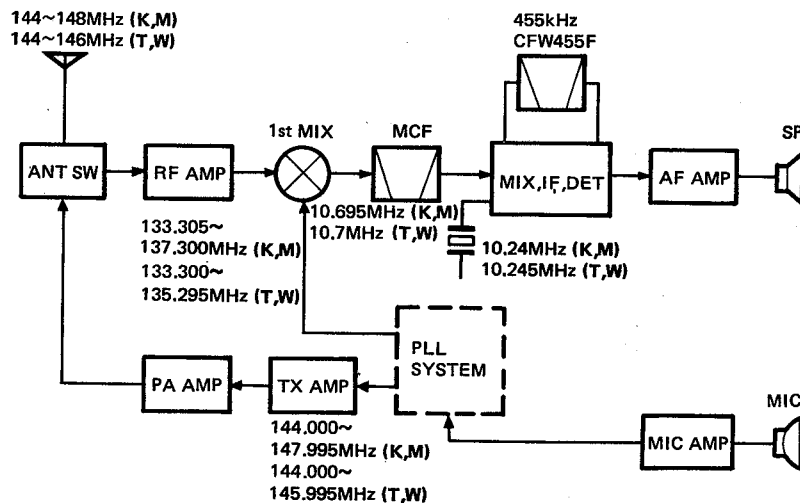 144~148MHz (K,M)
144~146MHz (T,W)
455kHz
CFW455F
1st MIX
MCF
SP
ANT SW
RF AMP
MIX,IF,DET
AF AMP
10.695MHz (K,M)
10.7MHz (T,W)
133.305~
137.300MHz (K,M)
133.300~
135.295MHz (T,W)
10.24MHz (K,M)
10.245MHz (T,W)
PLL
SYSTEM
PA AMP
TX AMP
MIC
MIC AMP
144.000~
147.995MHz (K,M)
144.000~
145.995MHz (T,W)